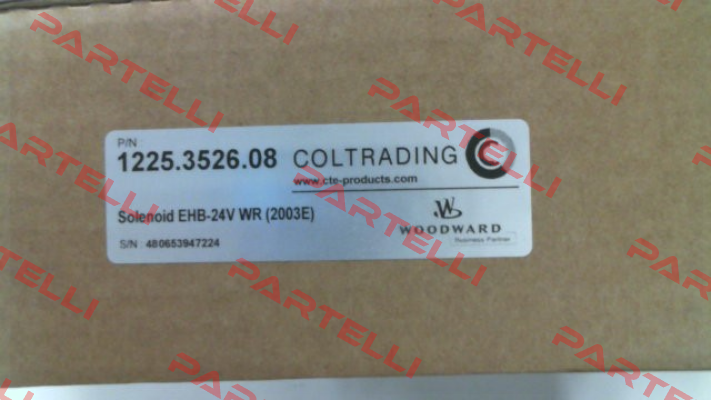 P/N :
1225.3526.08
COLTRADING
www.cte-products.com
Solenoid EHB-24V WR (2003E)
WOODWARD
Business Partner
S/N : 480653947224
PARTELLI
PARTELLI
PARTELLI
PARTELLI
PARTELLI
PARTELLI
PARTELLI
PARTELLI
PARTELLI